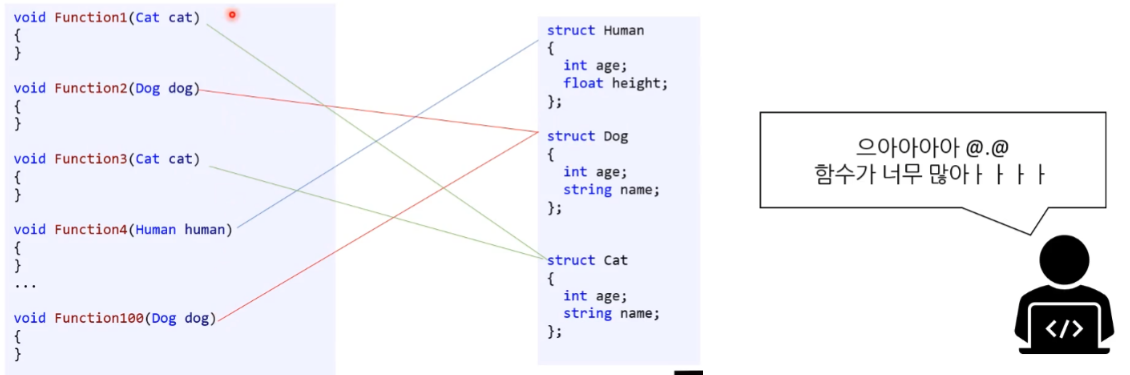 void Function1(Cat cat)
{
}
void Function2(Dog dog)
{
}
void Function3(Cat cat)
{
}
void Function4(Human human)
{
}
...
void Function100(Dog dog)
{
}
struct Human
{
int age;
float height;
};
struct Dog
{
int age;
string name;
};
struct Cat
{
int age;
string name;
};
으아아아아 @.@
함수가 너무 많아ㅏㅏㅏㅏ
</>